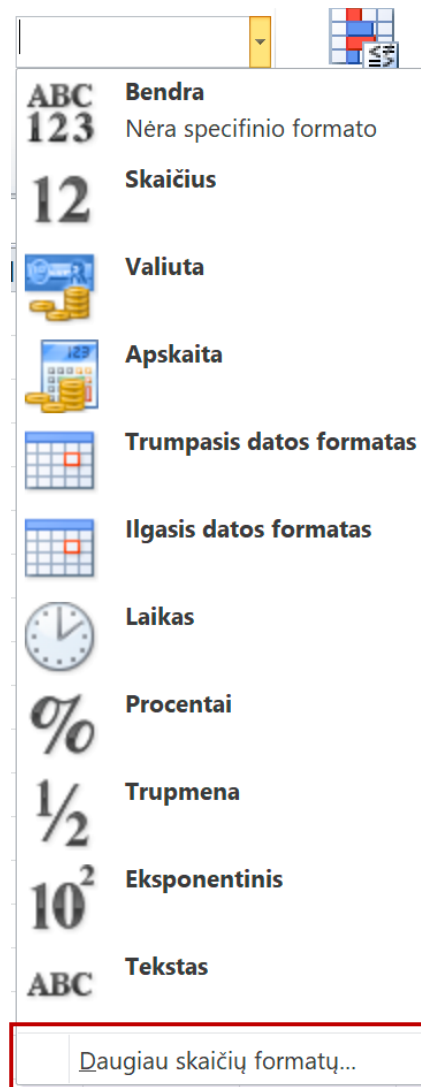 ABC
123
Bendra
Nėra specifinio formato
12
Skaičius
Valiuta
123
Apskaita
Trumpasis datos formatas
Ilgasis datos formatas
Laikas
%
Procentai
1/2
Trupmena
10²
Eksponentinis
ABC
Tekstas
Daugiau skaičių formatų...